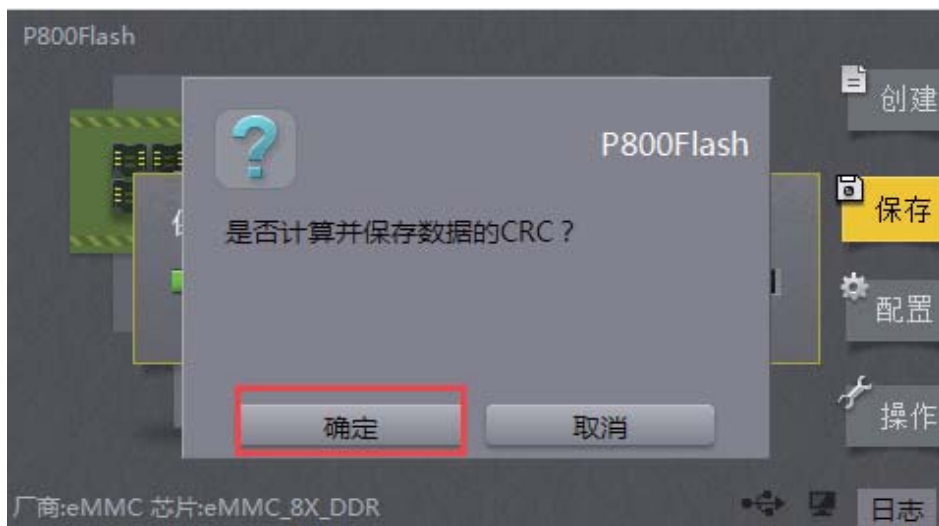 P800Flash
创建
P800Flash
保存
是否计算并保存数据的CRC？
配置
确定
取消
操作
厂商:eMMC 芯片:eMMC_8X_DDR
日志